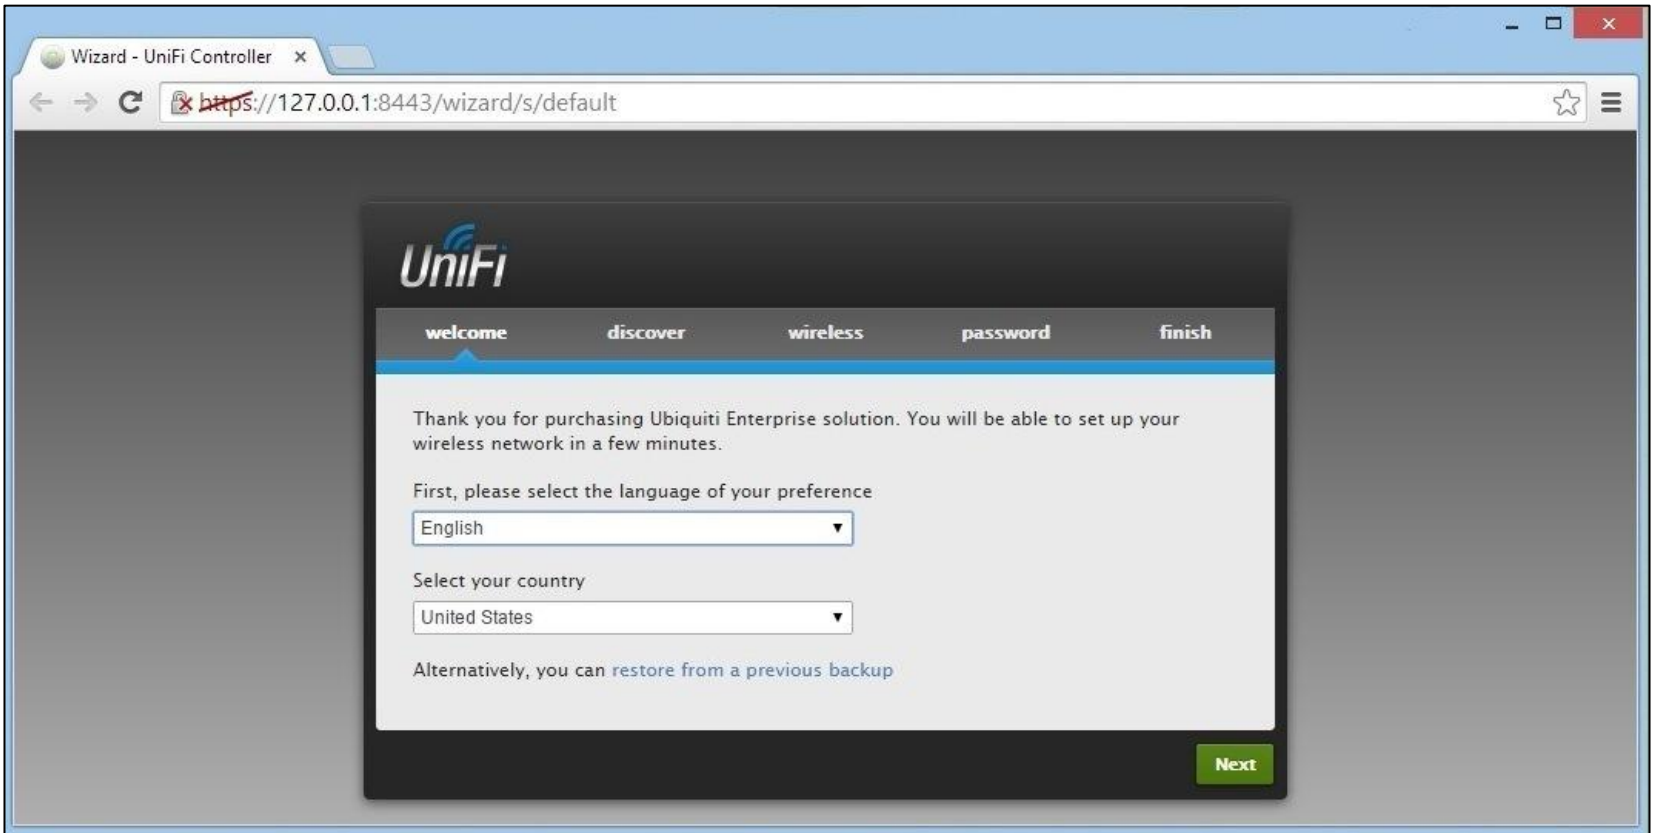 Wizard - UniFi Controller
https://127.0.0.1:8443/wizard/s/default
UniFi
welcome discover wireless password finish
Thank you for purchasing Ubiquiti Enterprise solution. You will be able to set up your
wireless network in a few minutes.
First, please select the language of your preference
English
Select your country
United States
Alternatively, you can restore from a previous backup
Next